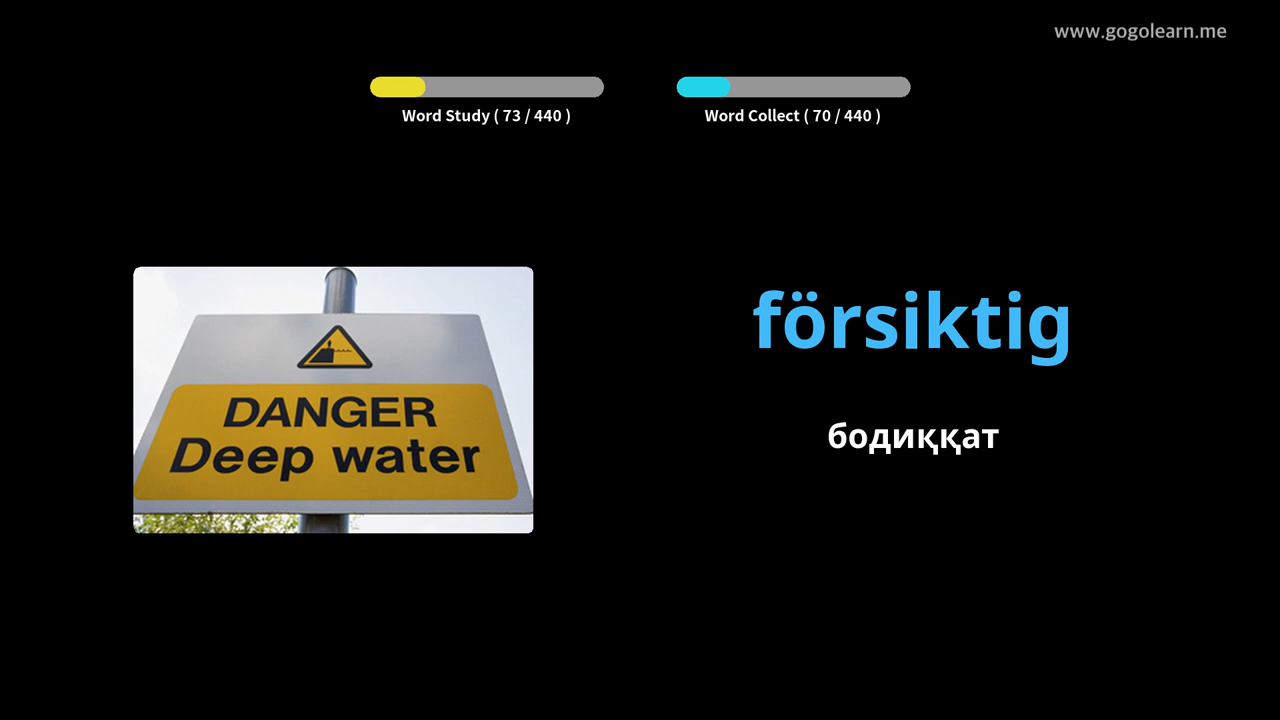 www.gogolearn.me
Word Study ( 73 / 440 )
Word Collect ( 70 / 440 )
DANGER
Deep water
försiktig
бодиққат